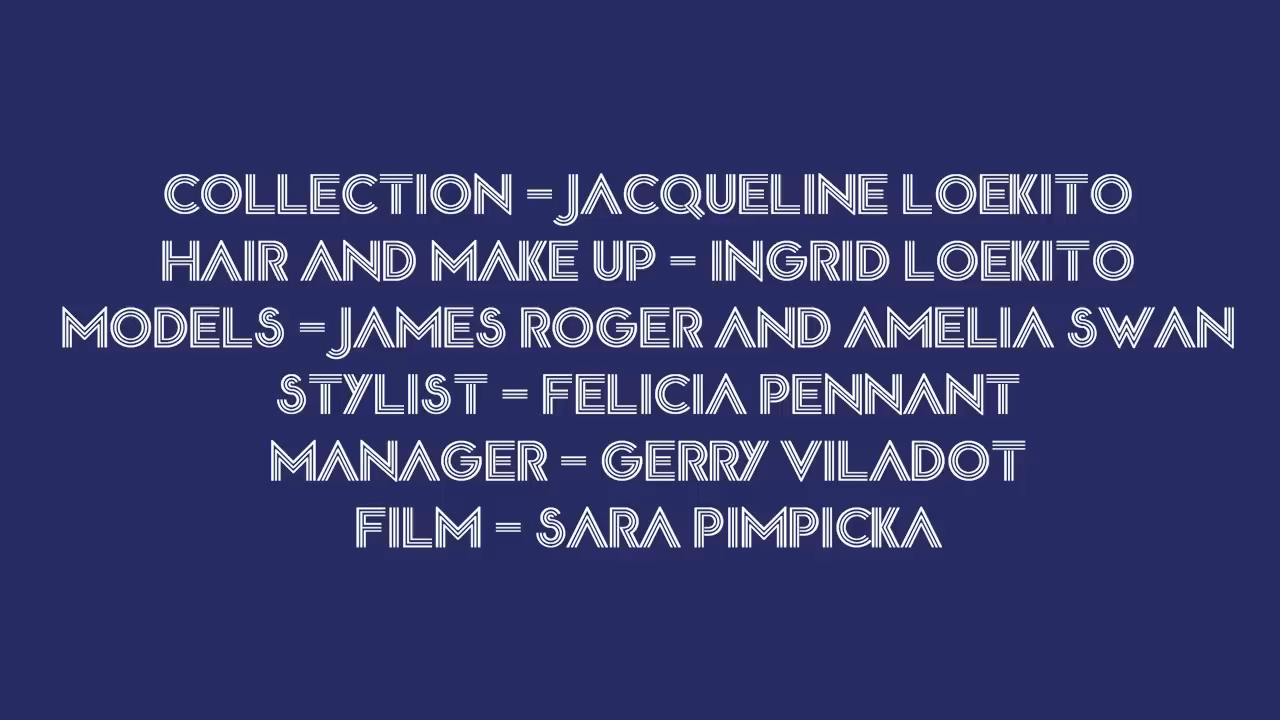 COLLECTION - JACQUELINE LOEKITO
HAIR AND MAKE UP - INGRID LOEKITO
MODELS - JAMES ROGER AND AMELIA SWAN
STYLIST - FELICIA PENNANT
MANAGER - GERRY VILADOT
FILM - SARA PIMPICKA